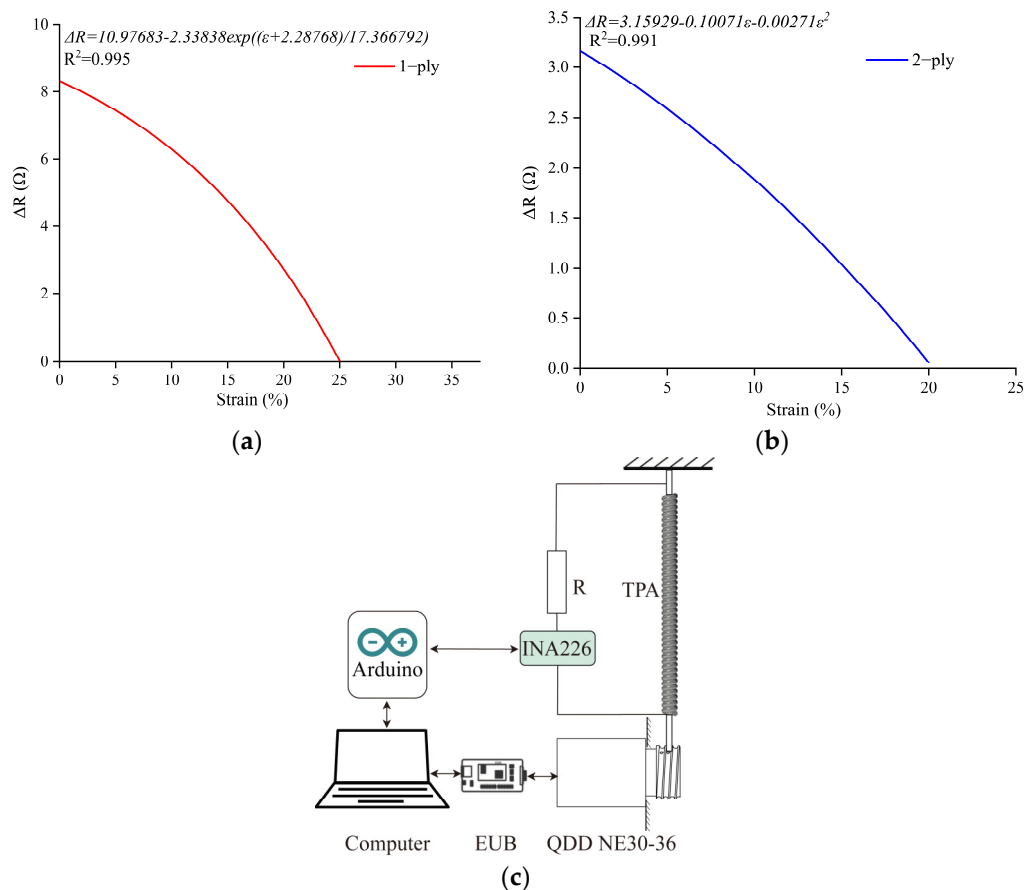 ΔR=10.97683-2.33838exp((ε+2.28768)/17.366792)
R²=0.995
1−ply
10
8
6
4
2
0
ΔR (Ω)
0 5 10 15 20 25 30 35
Strain (%)
(a)
ΔR=3.15929-0.10071ε-0.00271ε²
R²=0.991
2−ply
3.5
3.0
2.5
2.0
1.5
1.0
0.5
0.0
ΔR (Ω)
0 5 10 15 20 25
Strain (%)
(b)
R
TPA
INA226
Arduino
Computer
EUB
QDD NE30-36
(c)